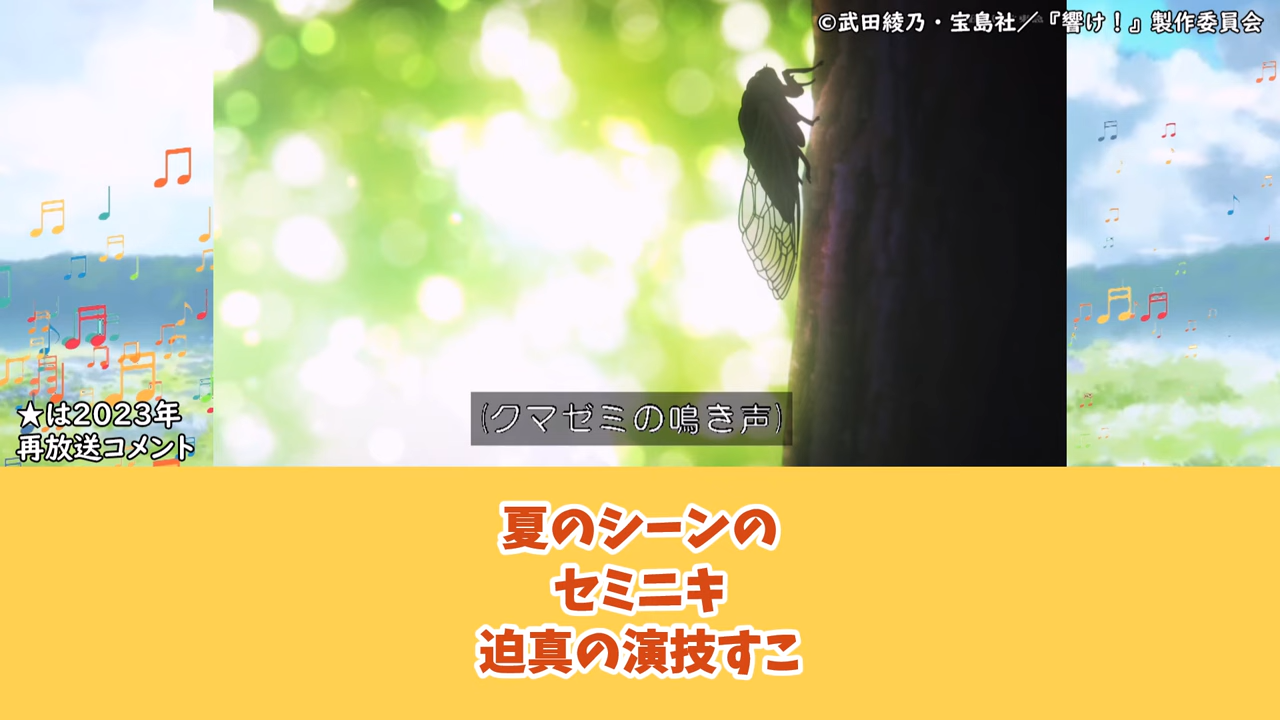 ©武田綾乃・宝島社／『響け！』製作委員会
★は2023年
再放送コメント
(クマゼミの鳴き声)
夏のシーンの
セミニキ
迫真の演技すこ